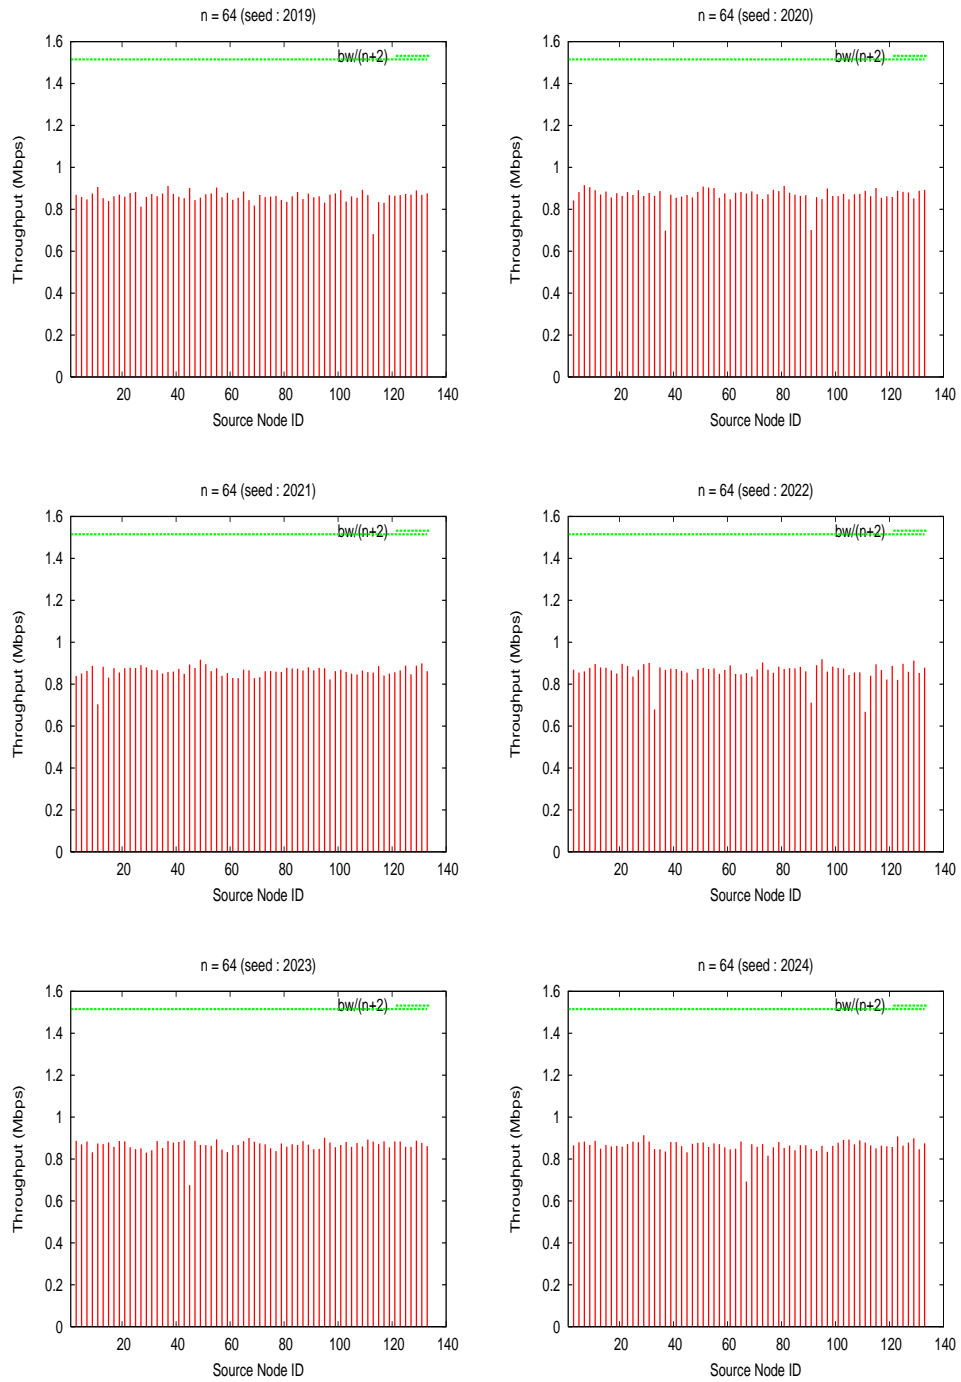 n = 64 (seed : 2019)
bw/(n+2)
Throughput (Mbps)
1.6
1.4
1.2
1
0.8
0.6
0.4
0.2
0
20 40 60 80 100 120 140
Source Node ID
n = 64 (seed : 2020)
bw/(n+2)
Throughput (Mbps)
1.6
1.4
1.2
1
0.8
0.6
0.4
0.2
0
20 40 60 80 100 120 140
Source Node ID
n = 64 (seed : 2021)
bw/(n+2)
Throughput (Mbps)
1.6
1.4
1.2
1
0.8
0.6
0.4
0.2
0
20 40 60 80 100 120 140
Source Node ID
n = 64 (seed : 2022)
bw/(n+2)
Throughput (Mbps)
1.6
1.4
1.2
1
0.8
0.6
0.4
0.2
0
20 40 60 80 100 120 140
Source Node ID
n = 64 (seed : 2023)
bw/(n+2)
Throughput (Mbps)
1.6
1.4
1.2
1
0.8
0.6
0.4
0.2
0
20 40 60 80 100 120 140
Source Node ID
n = 64 (seed : 2024)
bw/(n+2)
Throughput (Mbps)
1.6
1.4
1.2
1
0.8
0.6
0.4
0.2
0
20 40 60 80 100 120 140
Source Node ID